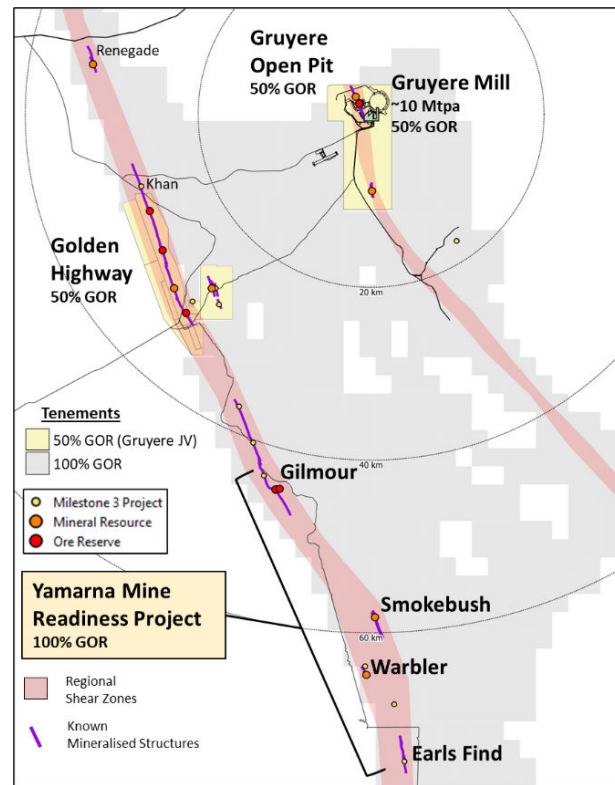 Renegade
Gruyere
Open Pit
50% GOR
Gruyere Mill
~10 Mtpa
50% GOR
Khan
Golden
Highway
50% GOR
20 km
Tenements
50% GOR (Gruyere JV)
100% GOR
40 km
Gilmour
Milestone 3 Project
Mineral Resource
Ore Reserve
Yamarna Mine
Readiness Project
100% GOR
Smokebush
60 km
Warbler
Regional
Shear Zones
Known
Mineralised Structures
Earls Find